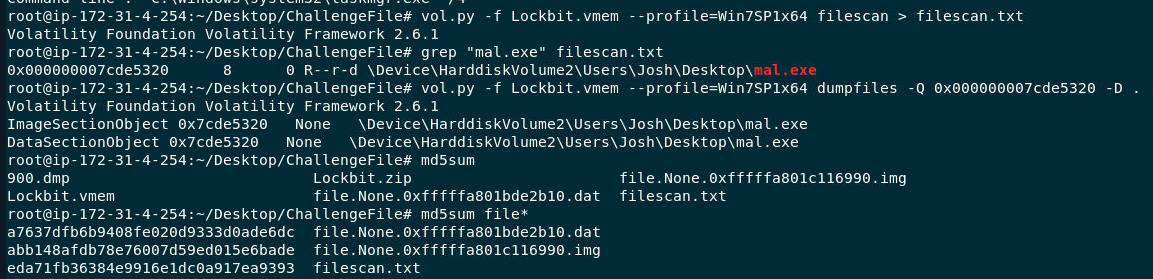 root@ip-172-31-4-254:~/Desktop/ChallengeFile# vol.py -f Lockbit.vmem --profile=Win7SP1x64 filescan > filescan.txt
Volatility Foundation Volatility Framework 2.6.1
root@ip-172-31-4-254:~/Desktop/ChallengeFile# grep "mal.exe" filescan.txt
0x000000007cde5320      8      0 R--r-d \Device\HarddiskVolume2\Users\Josh\Desktop\mal.exe
root@ip-172-31-4-254:~/Desktop/ChallengeFile# vol.py -f Lockbit.vmem --profile=Win7SP1x64 dumpfiles -Q 0x000000007cde5320 -D .
Volatility Foundation Volatility Framework 2.6.1
ImageSectionObject 0x7cde5320   None   \Device\HarddiskVolume2\Users\Josh\Desktop\mal.exe
DataSectionObject 0x7cde5320   None   \Device\HarddiskVolume2\Users\Josh\Desktop\mal.exe
root@ip-172-31-4-254:~/Desktop/ChallengeFile# md5sum
900.dmp                            Lockbit.zip                        file.None.0xfffffa801c116990.img
Lockbit.vmem                       file.None.0xfffffa801bde2b10.dat  filescan.txt
root@ip-172-31-4-254:~/Desktop/ChallengeFile# md5sum file*
a7637dfb6b9408fe020d9333d0ade6dc  file.None.0xfffffa801bde2b10.dat
abb148afdb78e76007d59ed015e6bade  file.None.0xfffffa801c116990.img
eda71fb36384e9916e1dc0a917ea9393  filescan.txt